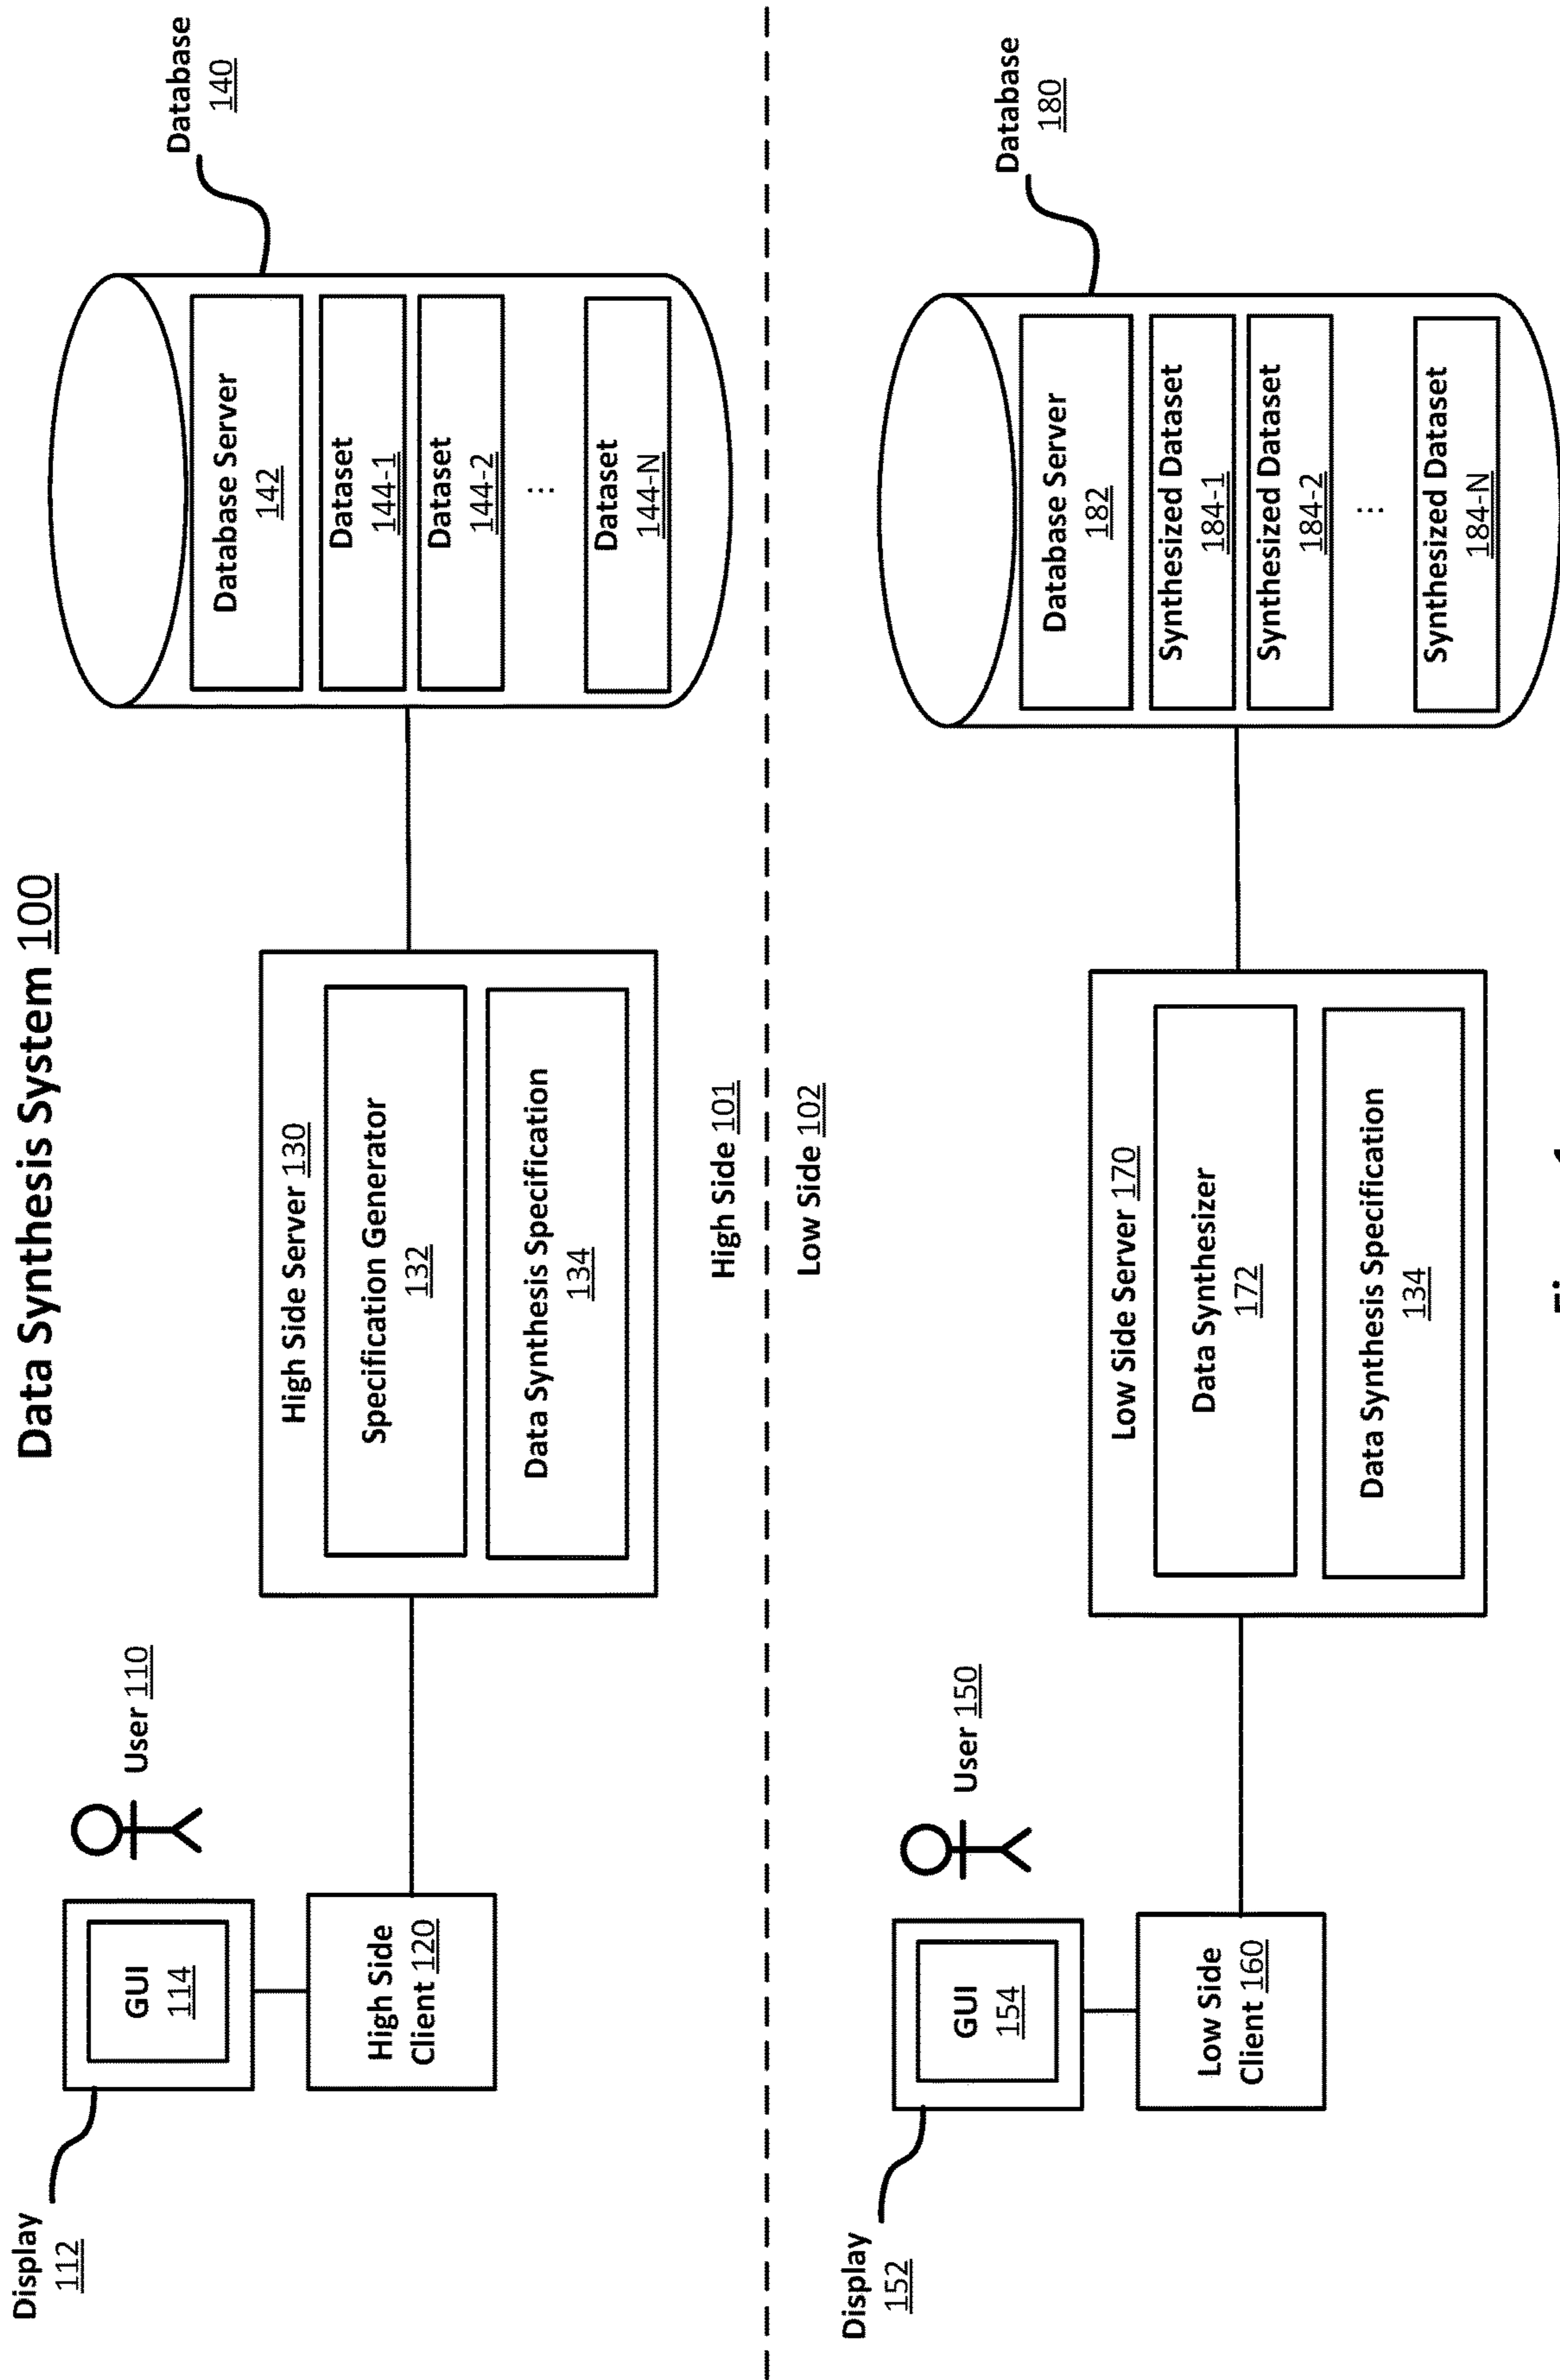 Data Synthesis System 100
Display
112
GUI
114
User 110
High Side
Client 120
High Side Server 130
Specification Generator
132
Data Synthesis Specification
134
Database
140
Database Server
142
Dataset
144-1
Dataset
144-2
...
Dataset
144-N
High Side 101
Low Side 102
Display
152
GUI
154
User 150
Low Side
Client 160
Low Side Server 170
Data Synthesizer
172
Data Synthesis Specification
134
Database
180
Database Server
182
Synthesized Dataset
184-1
Synthesized Dataset
184-2
...
Synthesized Dataset
184-N